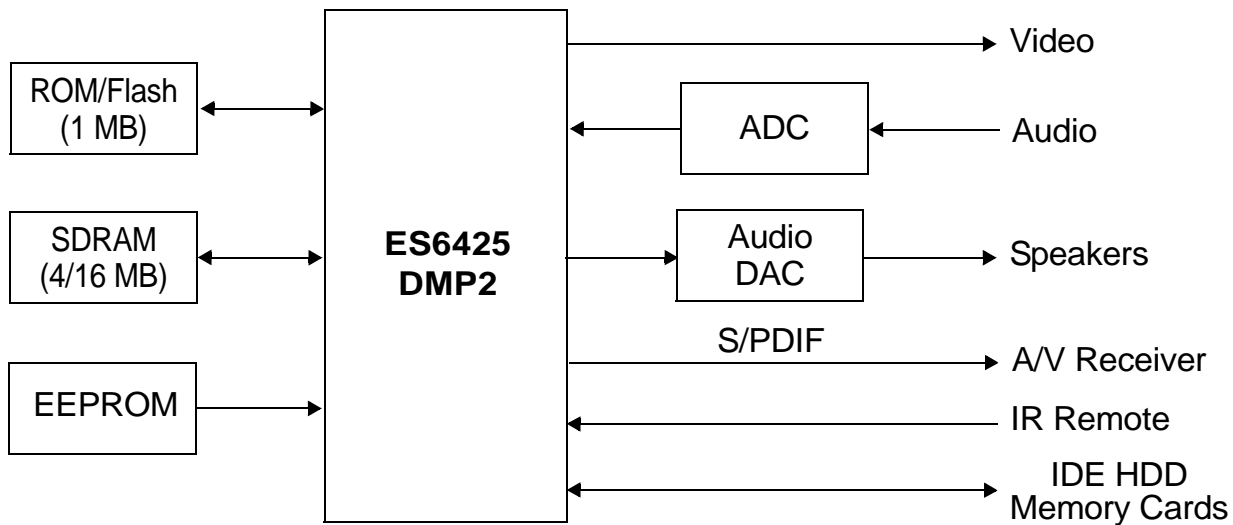 ROM/Flash
(1 MB)
SDRAM
(4/16 MB)
EEPROM
ES6425
DMP2
Video
ADC
Audio
Audio
DAC
Speakers
S/PDIF
A/V Receiver
IR Remote
IDE HDD
Memory Cards